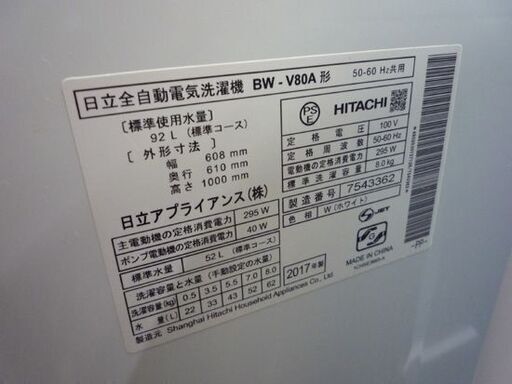 日立全自動電気洗濯機 BW-V80A形 50-60 Hz共用
［標準使用水量］
92 L（標準コース）
［外形寸法］
幅 608 mm
奥行 610 mm
高さ 1000 mm
日立アプライアンス(株)
主電動機の定格消費電力 295 W
ポンプ電動機の定格消費電力 40 W
標準水量 52 L（標準コース）
洗濯容量と水量（手動設定の水量）
洗濯容量(kg) 0.5 3.5 5.5 7.0 8.0
水量(L) 22 33 43 52 62
製造元 Shanghai Hitachi Household Appliances Co., Ltd.
PS E
HITACHI
定格電圧 100 V
定格周波数 50-60 Hz
定格消費電力 295 W
標準洗濯容量 8.0 kg
製造番号 7543362
色相 W（ホワイト）
2017年製
JET
MADE IN CHINA
-PP-